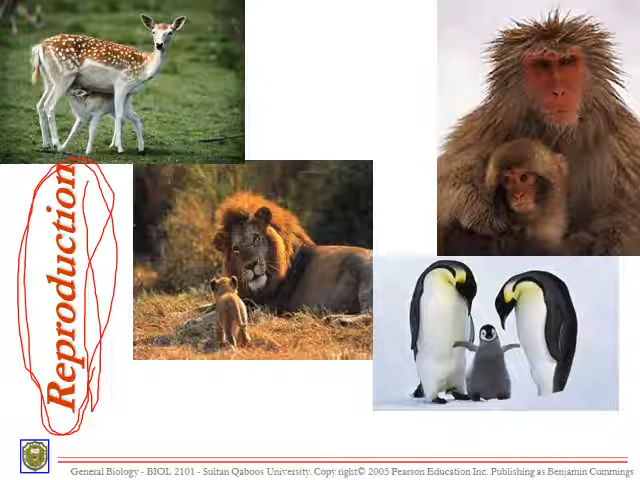 Reproduction
General Biology - BIOL 2101 - Sultan Qaboos University. Copy right© 2005 Pearson Education Inc. Publishing as Benjamin Cummings